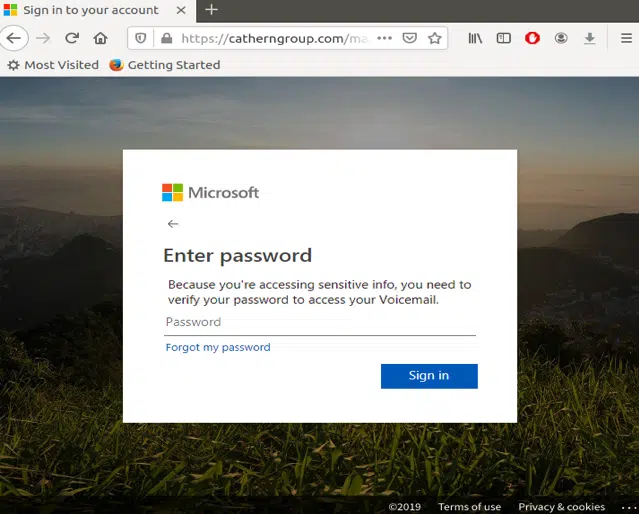 Sign in to your account
https://catherngroup.com/ma
Most Visited
Getting Started
Microsoft
Enter password
Because you're accessing sensitive info, you need to
verify your password to access your Voicemail.
Password
Forgot my password
Sign in
©2019 Terms of use Privacy & cookies